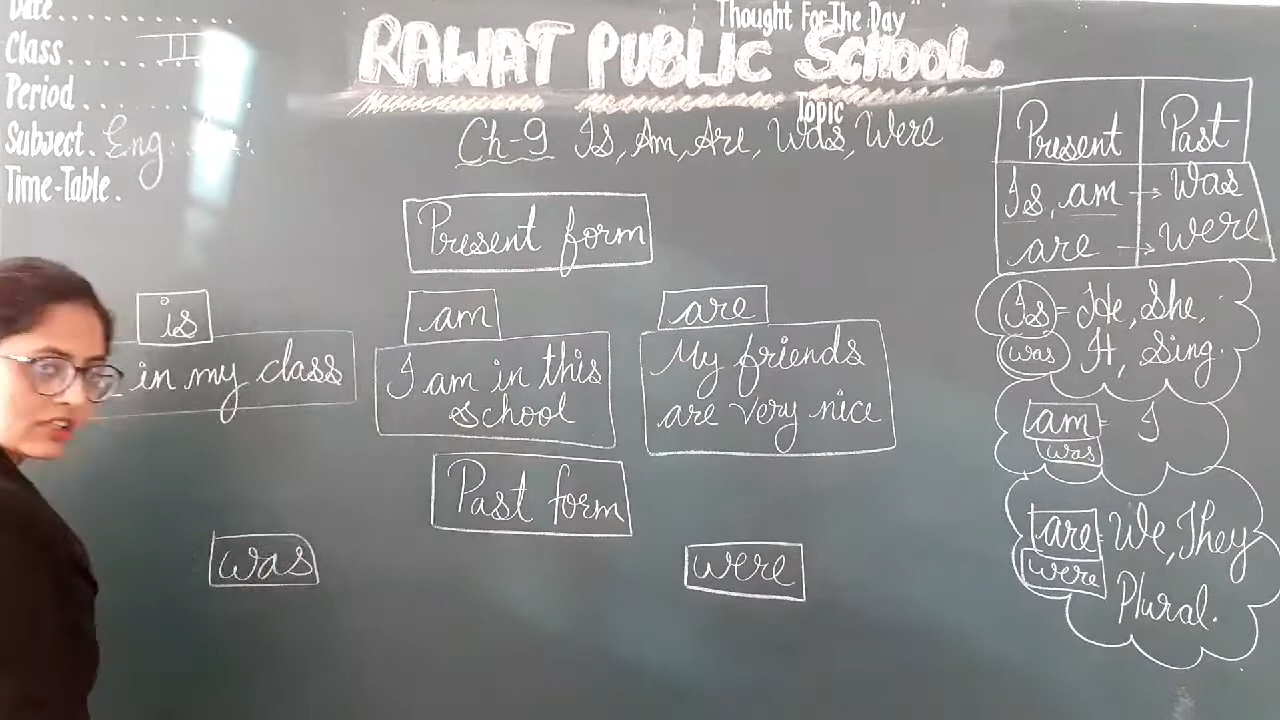 Date
Class II
Period
Subject. Eng.
Time-Table.
Thought For The Day
RAWAT PUBLIC SCHOOL
Topic
Ch-9 Is, Am, Are, Was, Were
Present form
is
in my class
am
I am in this
school
are
My friends
are very nice
Past form
was
were
Present Past
Is, am → was
are → were
Is = He, She,
was It, Sing.
am = I
was
are = We, They
were Plural.